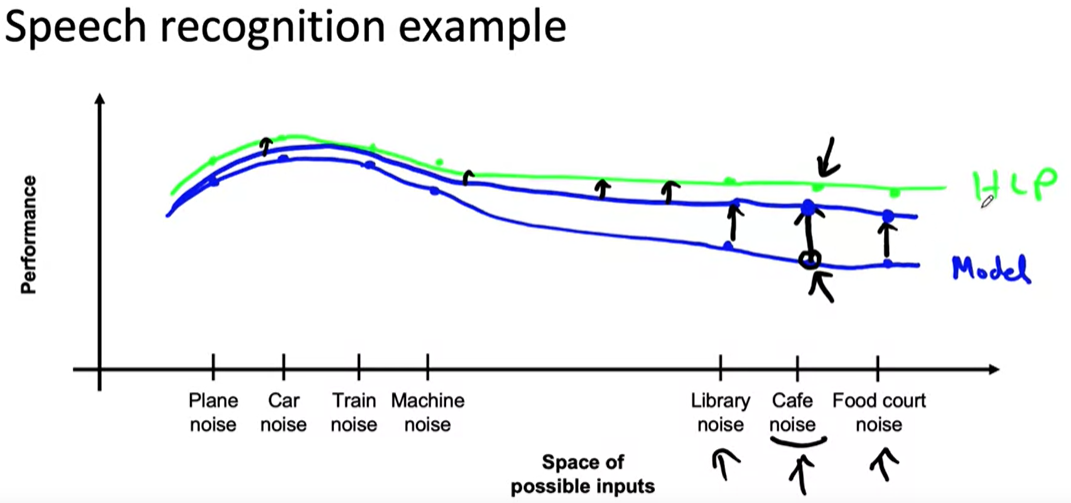 Speech recognition example
Performance
HLP
Model
Plane noise
Car noise
Train noise
Machine noise
Library noise
Cafe noise
Food court noise
Space of
possible inputs